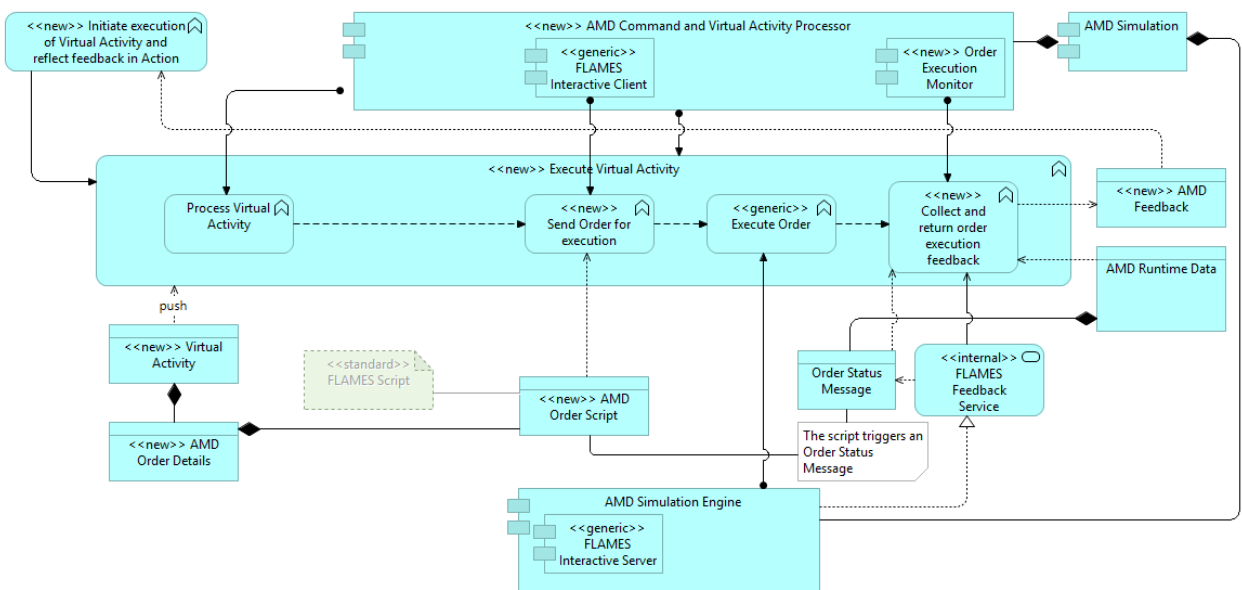 <<new>> Initiate execution
of Virtual Activity and
reflect feedback in Action
<<new>> AMD Command and Virtual Activity Processor
<<generic>>
FLAMES
Interactive Client
<<new>> Order
Execution
Monitor
AMD Simulation
<<new>> Execute Virtual Activity
Process Virtual
Activity
<<new>>
Send Order for
execution
<<generic>>
Execute Order
<<new>>
Collect and
return order
execution
feedback
<<new>> AMD
Feedback
AMD Runtime Data
push
<<new>> Virtual
Activity
<<standard>>
FLAMES Script
<<new>> AMD
Order Script
Order Status
Message
<<internal>>
FLAMES
Feedback
Service
<<new>> AMD
Order Details
The script triggers an
Order Status
Message
AMD Simulation Engine
<<generic>>
FLAMES
Interactive Server